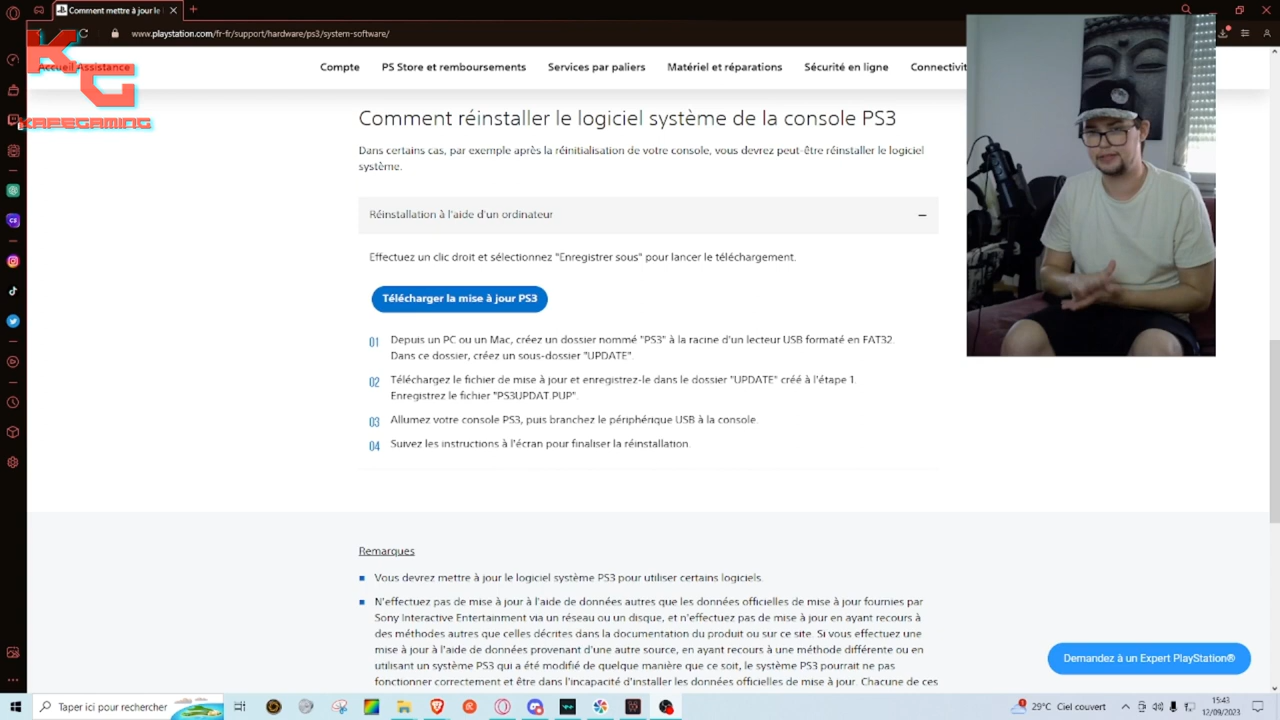 Comment mettre à jour le
www.playstation.com/fr-fr/support/hardware/ps3/system-software/
KG
KAPEGAMING
Accueil Assistance
Compte
PS Store et remboursements
Services par paliers
Matériel et réparations
Sécurité en ligne
Connectivit
Comment réinstaller le logiciel système de la console PS3
Dans certains cas, par exemple après la réinitialisation de votre console, vous devrez peut-être réinstaller le logiciel
système.
Réinstallation à l'aide d'un ordinateur
Effectuez un clic droit et sélectionnez "Enregistrer sous" pour lancer le téléchargement.
Télécharger la mise à jour PS3
01 Depuis un PC ou un Mac, créez un dossier nommé "PS3" à la racine d'un lecteur USB formaté en FAT32.
Dans ce dossier, créez un sous-dossier "UPDATE".
02 Téléchargez le fichier de mise à jour et enregistrez-le dans le dossier "UPDATE" créé à l'étape 1.
Enregistrez le fichier "PS3UPDAT.PUP".
03 Allumez votre console PS3, puis branchez le périphérique USB à la console.
04 Suivez les instructions à l'écran pour finaliser la réinstallation.
Remarques
Vous devrez mettre à jour le logiciel système PS3 pour utiliser certains logiciels.
N'effectuez pas de mise à jour à l'aide de données autres que les données officielles de mise à jour fournies par
Sony Interactive Entertainment via un réseau ou un disque, et n'effectuez pas de mise à jour en ayant recours à
des méthodes autres que celles décrites dans la documentation du produit ou sur ce site. Si vous effectuez une
mise à jour à l'aide de données provenant d'une autre source, en ayant recours à une méthode différente ou en
utilisant un système PS3 qui a été modifié de quelque manière que ce soit, le système PS3 pourrait ne pas
fonctionner correctement et être dans l'incapacité d'installer les données officielles de mise à jour. Chacune de ces
Demandez à un Expert PlayStation®
Taper ici pour rechercher
29°C Ciel couvert
15:43
12/09/2023